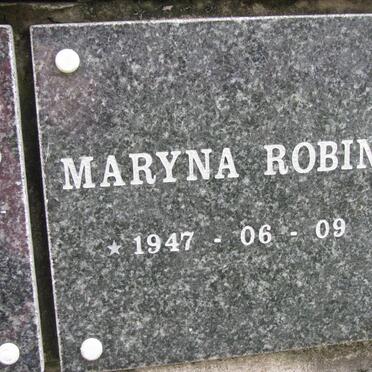 MARYNA ROBIN
★ 1947 - 06 - 09